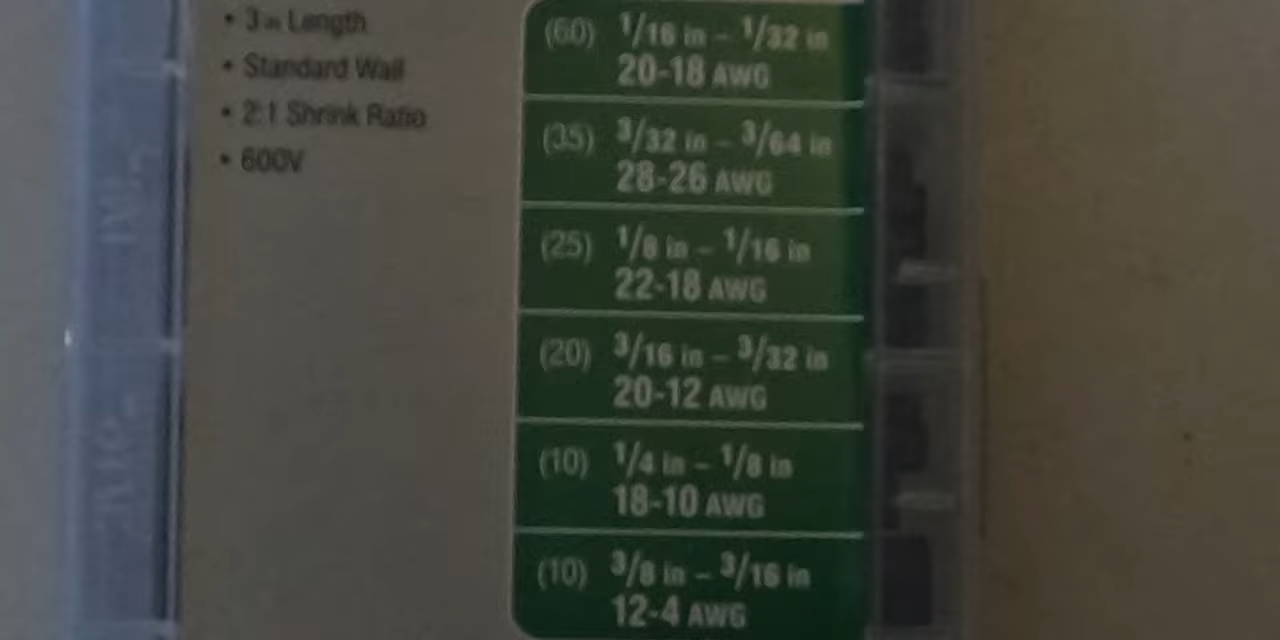 • 3 in Length
• Standard Wall
• 2:1 Shrink Ratio
• 600V
(60) 1/16 in – 1/32 in
20-18 AWG
(35) 3/32 in – 3/64 in
28-26 AWG
(25) 1/8 in – 1/16 in
22-18 AWG
(20) 3/16 in – 3/32 in
20-12 AWG
(10) 1/4 in – 1/8 in
18-10 AWG
(10) 3/8 in – 3/16 in
12-4 AWG